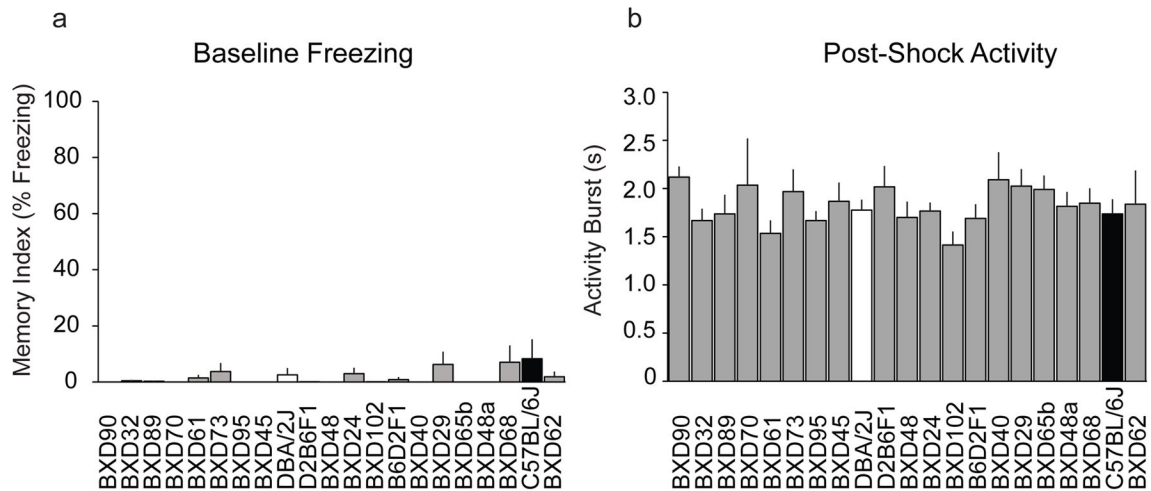 a
Baseline Freezing
Memory Index (% Freezing)
100
80
60
40
20
0
BXD90
BXD32
BXD89
BXD70
BXD61
BXD73
BXD95
BXD45
DBA/2J
D2B6F1
BXD48
BXD24
BXD102
B6D2F1
BXD40
BXD29
BXD65b
BXD48a
BXD68
C57BL/6J
BXD62
b
Post-Shock Activity
Activity Burst (s)
3.0
2.5
2.0
1.5
1.0
0.5
0
BXD90
BXD32
BXD89
BXD70
BXD61
BXD73
BXD95
BXD45
DBA/2J
D2B6F1
BXD48
BXD24
BXD102
B6D2F1
BXD40
BXD29
BXD65b
BXD48a
BXD68
C57BL/6J
BXD62